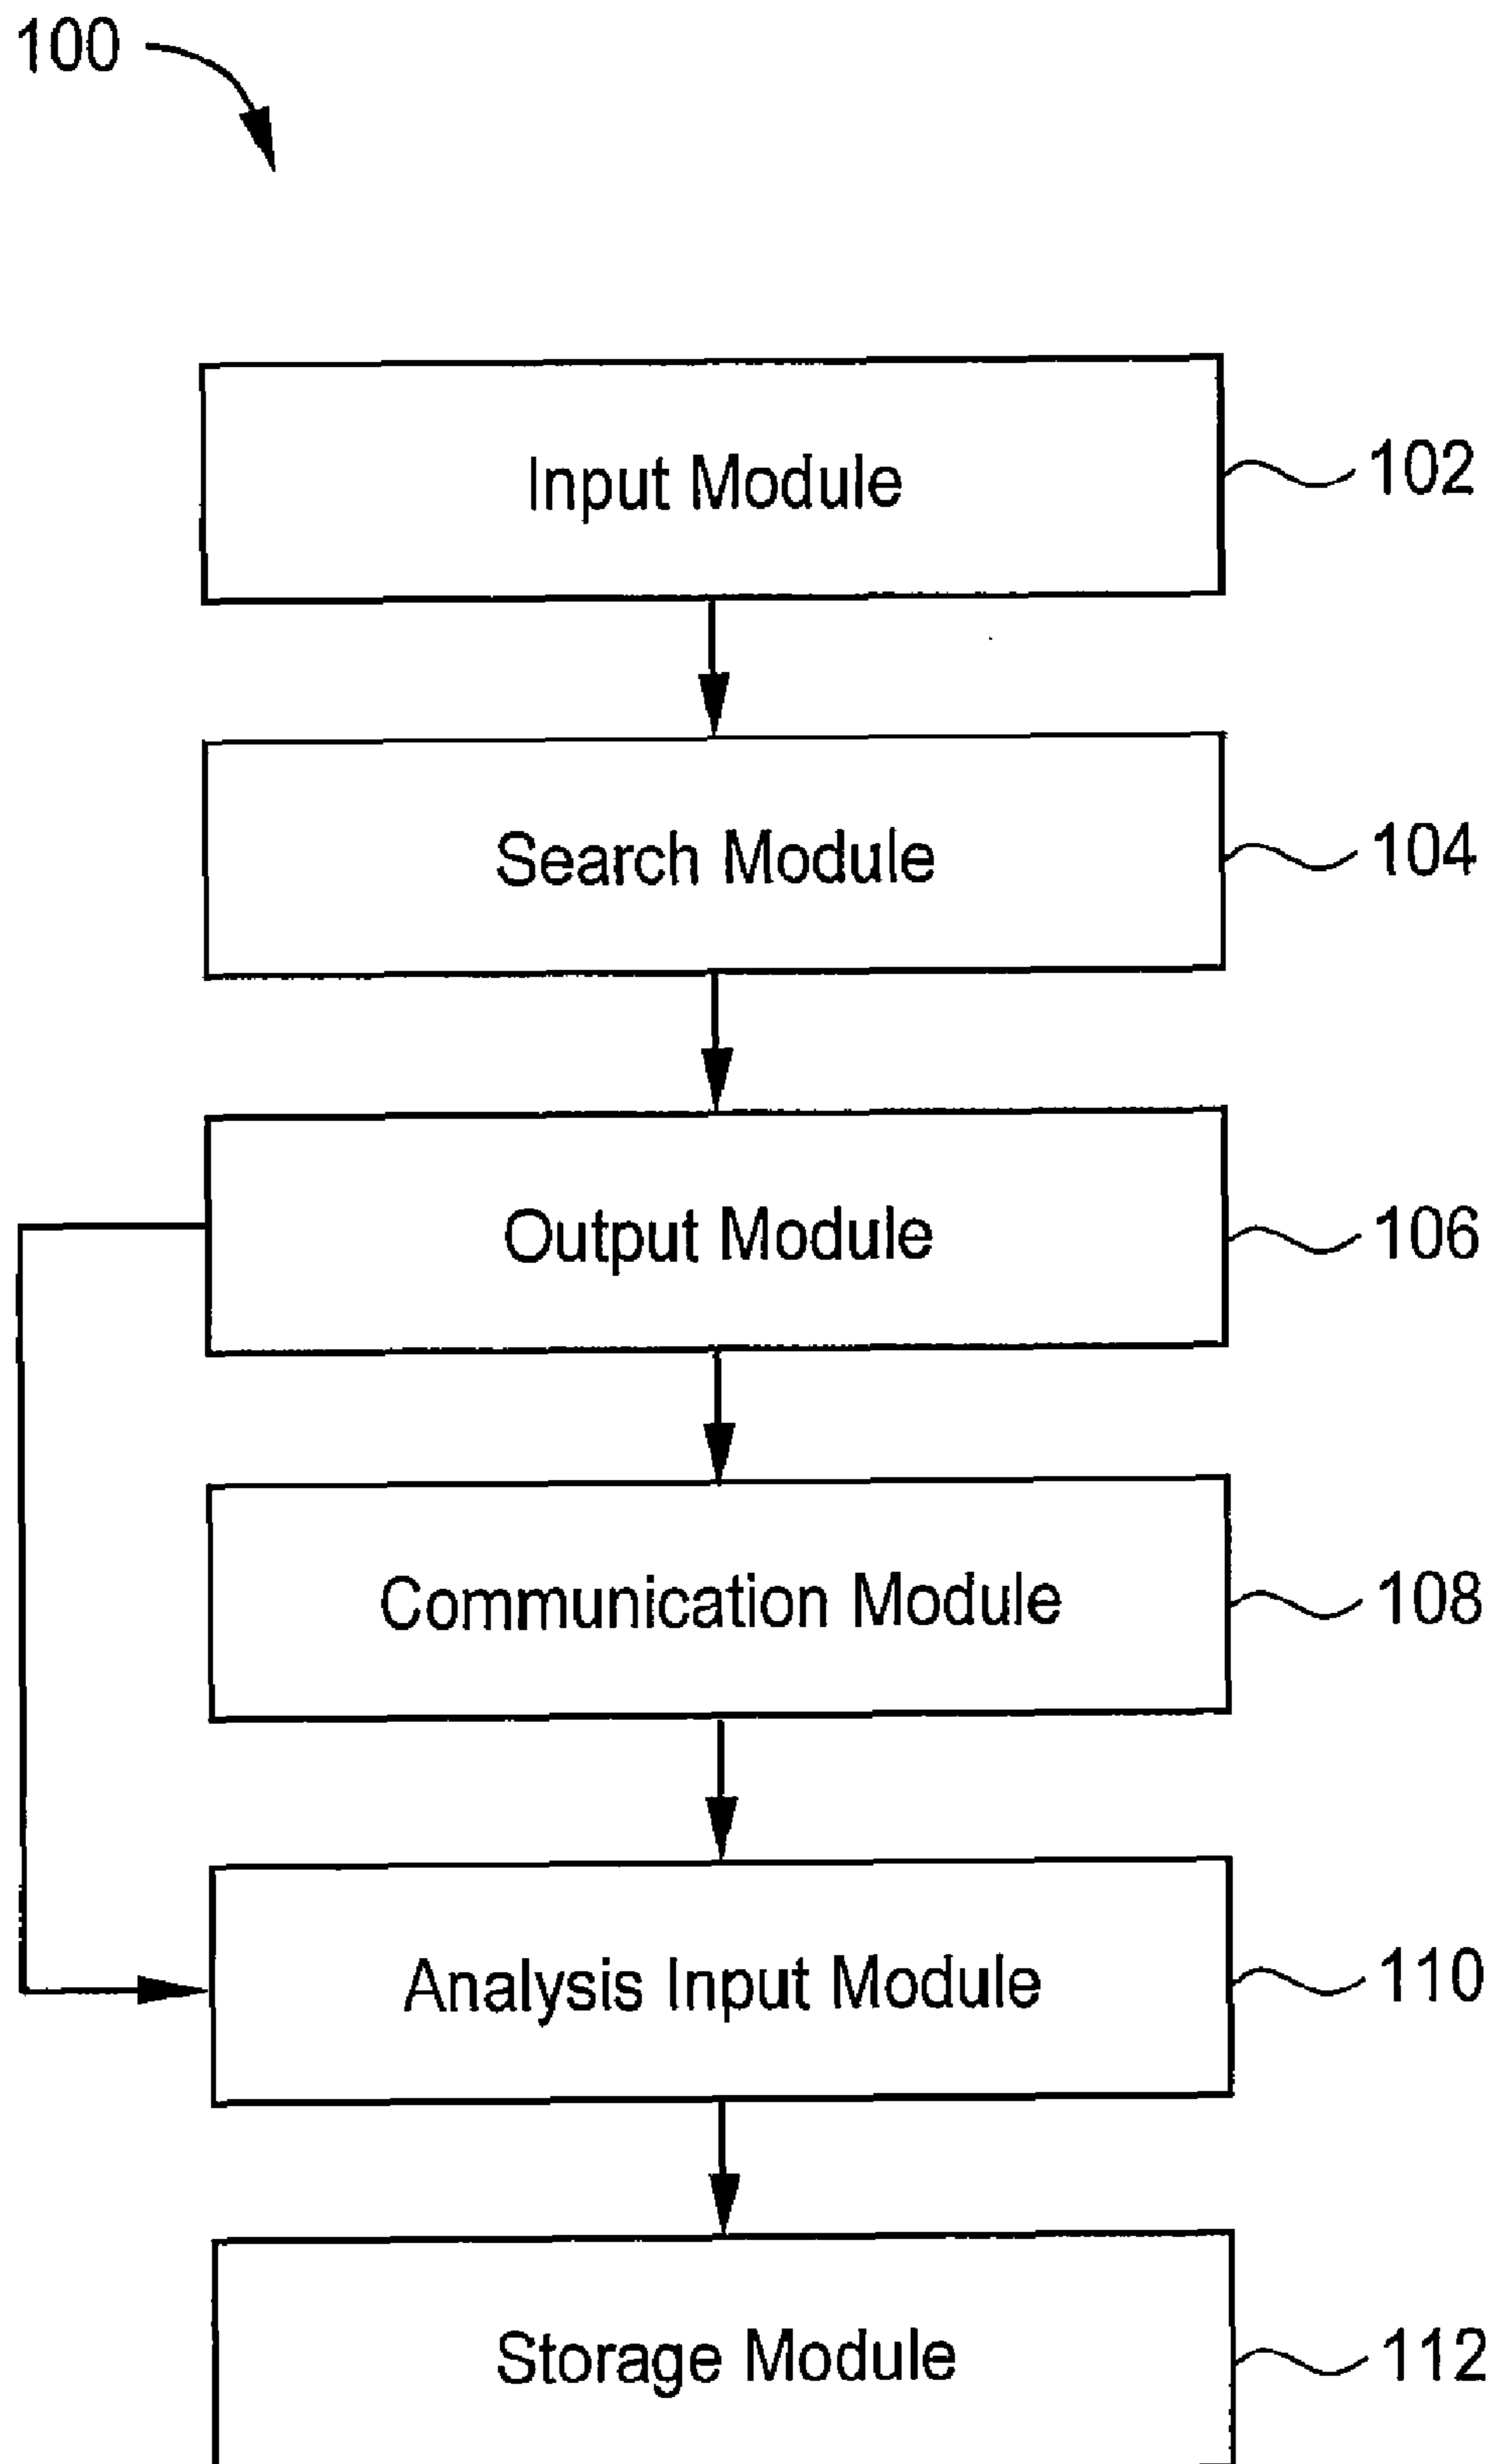 100
Input Module 102
Search Module 104
Output Module 106
Communication Module 108
Analysis Input Module 110
Storage Module 112